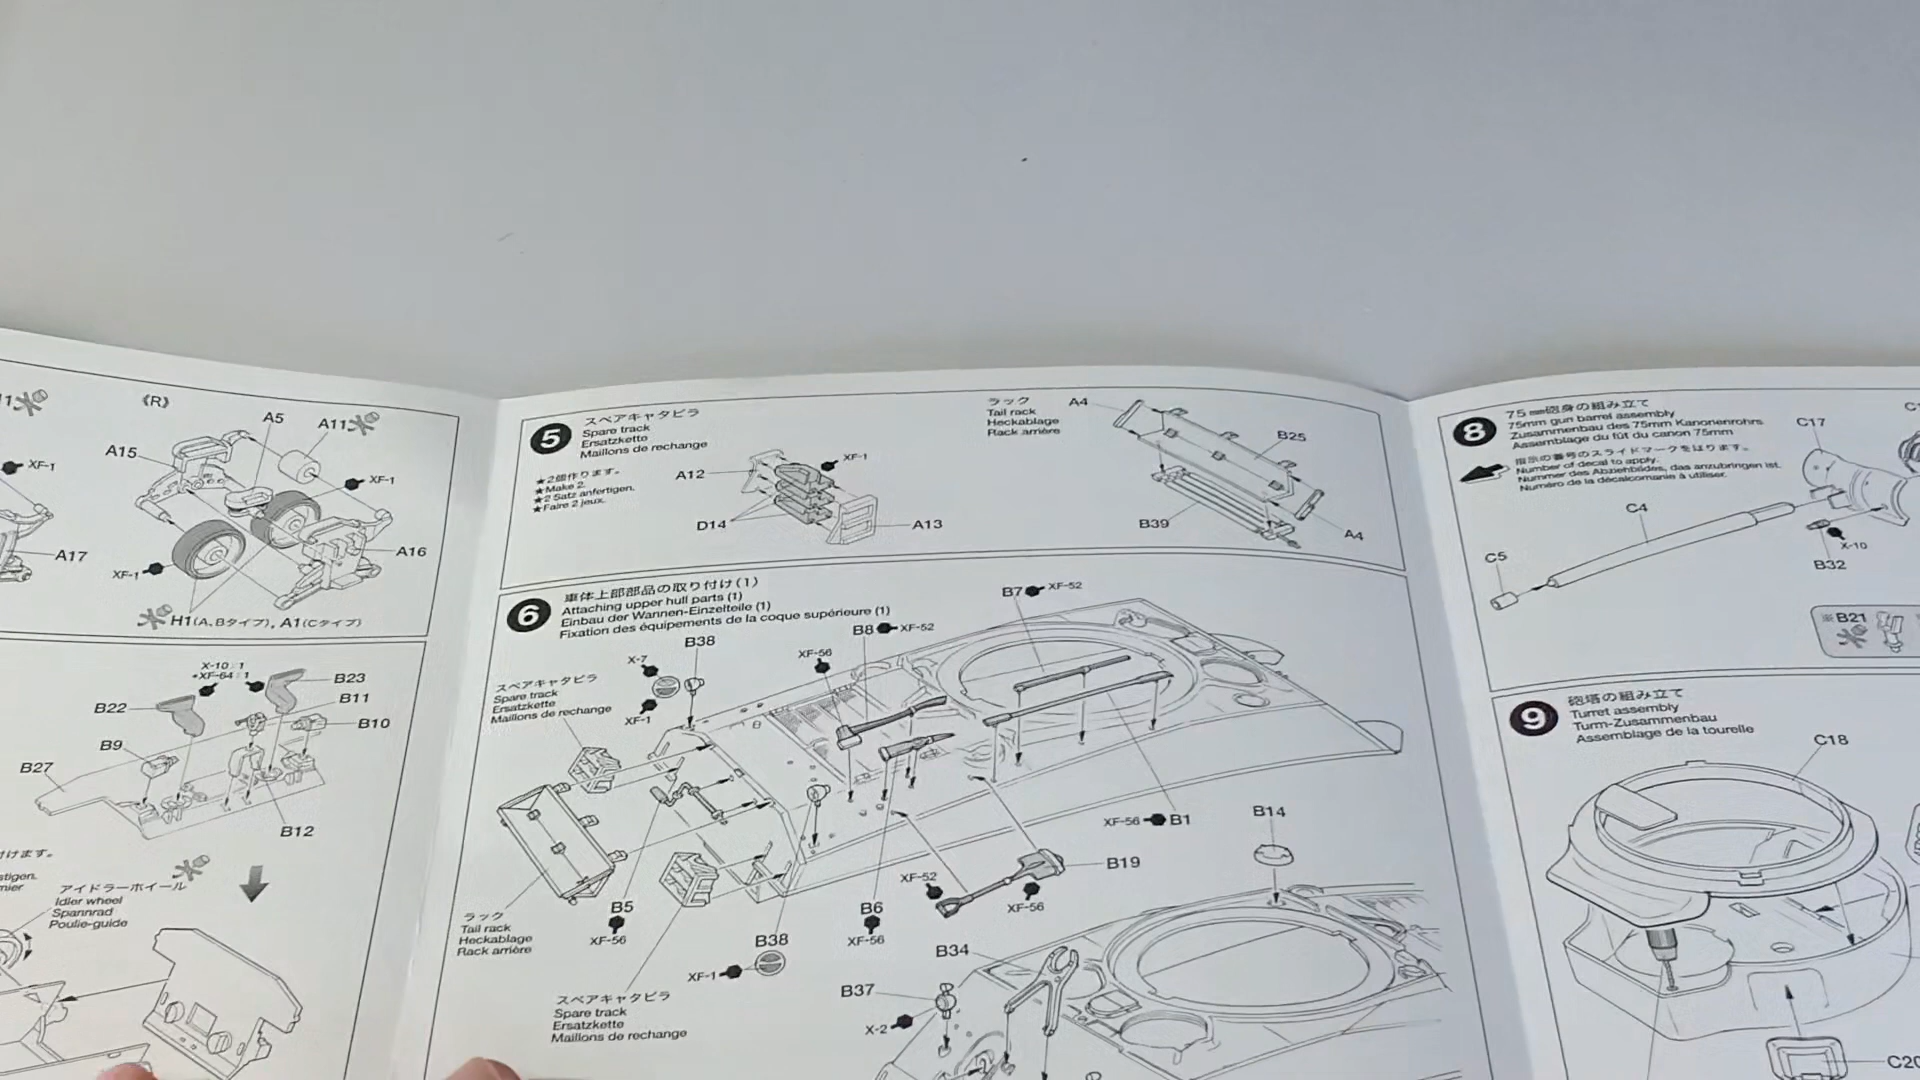 《R》
A5
A11
A15
XF-1
XF-1
A17
A16
XF-1
H1(A、Bタイプ)、A1(Cタイプ)
X-10:1
+XF-64:1
B23
B22
B11
B10
B9
B27
B12
アイドラーホイール
Idler wheel
Spannrad
Poulie-guide
5
スペアキャタピラ
Spare track
Ersatzkette
Maillons de rechange
★2個作ります。
★Make 2.
★2 Satz anfertigen.
★Faire 2 jeux.
A12
XF-1
D14
A13
ラック
Tail rack
Heckablage
Rack arrière
A4
B25
B39
A4
6
車体上部部品の取り付け(1)
Attaching upper hull parts (1)
Einbau der Wannen-Einzelteile (1)
Fixation des équipements de la coque supérieure (1)
B7
XF-52
B8
XF-52
B38
XF-56
X-7
XF-1
スペアキャタピラ
Spare track
Ersatzkette
Maillons de rechange
XF-56
B1
B14
B19
XF-52
XF-56
B5
XF-56
B6
XF-56
ラック
Tail rack
Heckablage
Rack arrière
B38
XF-1
B34
B37
X-2
スペアキャタピラ
Spare track
Ersatzkette
Maillons de rechange
8
75mm砲身の組み立て
75mm gun barrel assembly
Zusammenbau des 75mm Kanonenrohrs
Assemblage du fût du canon 75mm
指示の番号のスライドマークをはります。
Number of decal to apply.
Nummer des Abziehbildes, das anzubringen ist.
Numéro de la décalcomanie à utiliser.
C17
C4
C5
X-10
B32
※B21
9
砲塔の組み立て
Turret assembly
Turm-Zusammenbau
Assemblage de la tourelle
C18
C20